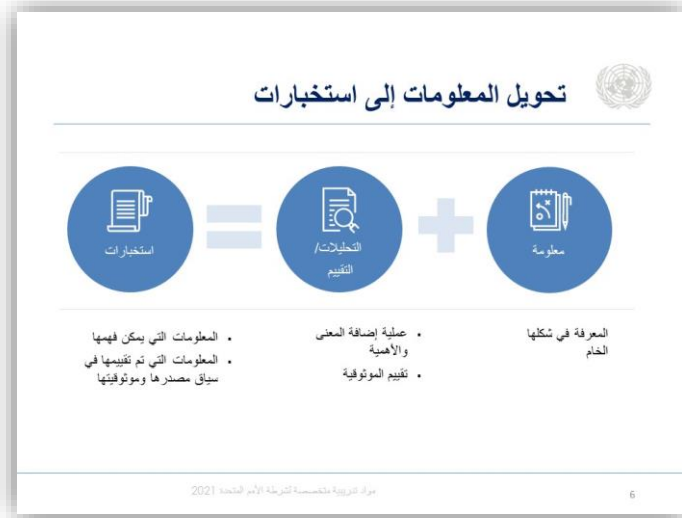 تحويل المعلومات إلى استخبارات
معلومة
التحليلات/
التقييم
استخبارات
المعرفة في شكلها
الخام
• عملية إضافة المعنى
والأهمية
• تقييم الموثوقية
• المعلومات التي يمكن فهمها
• المعلومات التي تم تقييمها في
سياق مصدرها وموثوقيتها
مواد تدريبية متخصصة لشرطة الأمم المتحدة 2021
6